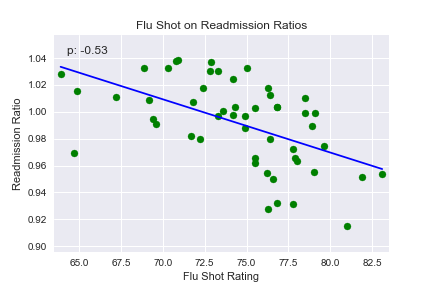 Flu Shot on Readmission Ratios
p: -0.53
1.04
1.02
1.00
0.98
0.96
0.94
0.92
0.90
Readmission Ratio
65.0 67.5 70.0 72.5 75.0 77.5 80.0 82.5
Flu Shot Rating